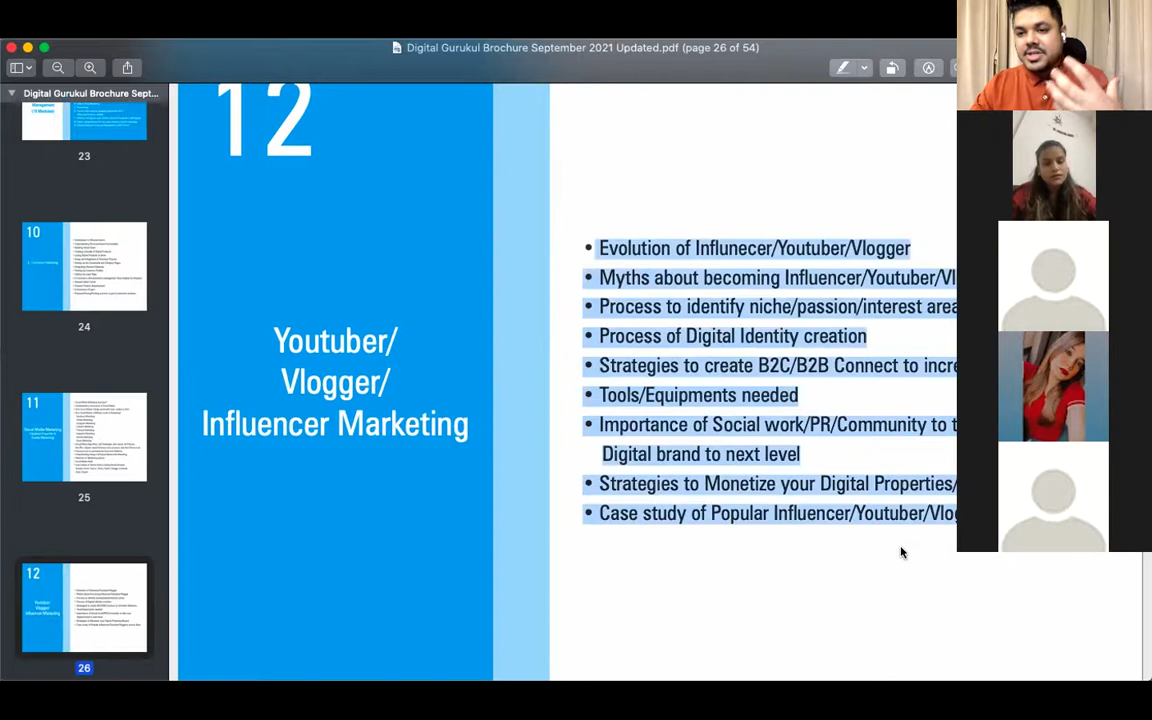 Digital Gurukul Brochure September 2021 Updated.pdf (page 26 of 54)
Digital Gurukul Brochure Sept...
Management
23
10
24
11
25
12
26
12
Youtuber/
Vlogger/
Influencer Marketing
• Evolution of Influnecer/Youtuber/Vlogger
• Myths about becoming Influencer/Youtuber/Vl
• Process to identify niche/passion/interest area
• Process of Digital Identity creation
• Strategies to create B2C/B2B Connect to incre
• Tools/Equipments needed
• Importance of Social work/PR/Community to t
Digital brand to next level
• Strategies to Monetize your Digital Properties/
• Case study of Popular Influencer/Youtuber/Vlog